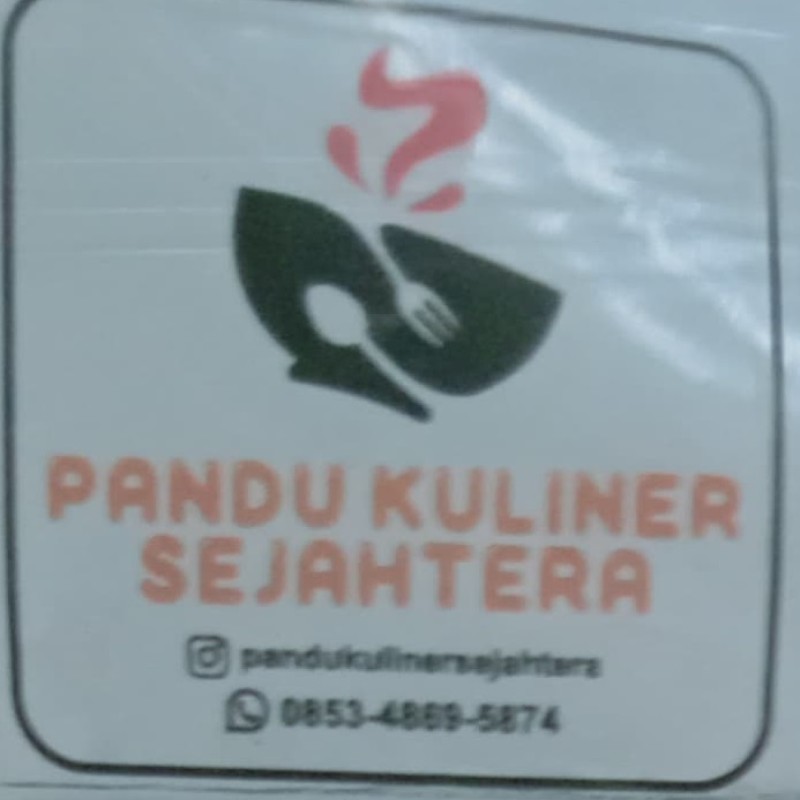 PANDU KULINER
SEJAHTERA
pandukulinersejahtera
0853-4869-5874